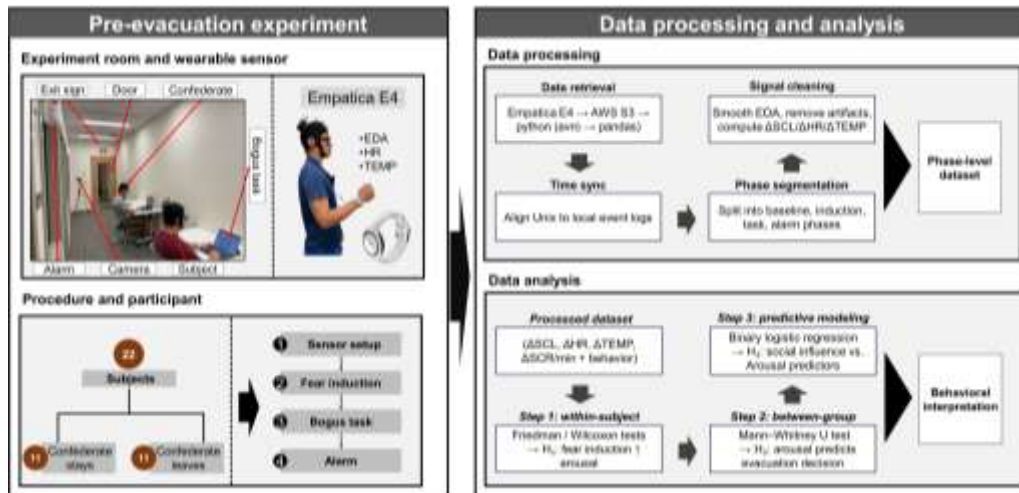 Pre-evacuation experiment
Experiment room and wearable sensor
Exit sign
Door
Confederate
Bogus task
Alarm
Camera
Subject
Empatica E4
•EDA
•HR
•TEMP
Procedure and participant
22
Subjects
11
Confederate
stays
11
Confederate
leaves
1
Sensor setup
2
Fear induction
3
Bogus task
4
Alarm
Data processing and analysis
Data processing
Data retrieval
Empatica E4 → AWS S3 →
python (avro → pandas)
Time sync
Align Unix to local event logs
Phase segmentation
Split into baseline, induction,
task, alarm phases
Signal cleaning
Smooth EDA, remove artifacts,
compute ΔSCL/ΔHR/ΔTEMP
Phase-level
dataset
Data analysis
Processed dataset
(ΔSCL, ΔHR, ΔTEMP,
ΔSCR/min + behavior)
Step 1: within-subject
Friedman / Wilcoxon tests
→ H₁: fear induction ↑
arousal
Step 2: between-group
Mann–Whitney U test
→ H₂: arousal predicts
evacuation decision
Step 3: predictive modeling
Binary logistic regression
→ H₃: social influence vs.
Arousal predictors
Behavioral
interpretation